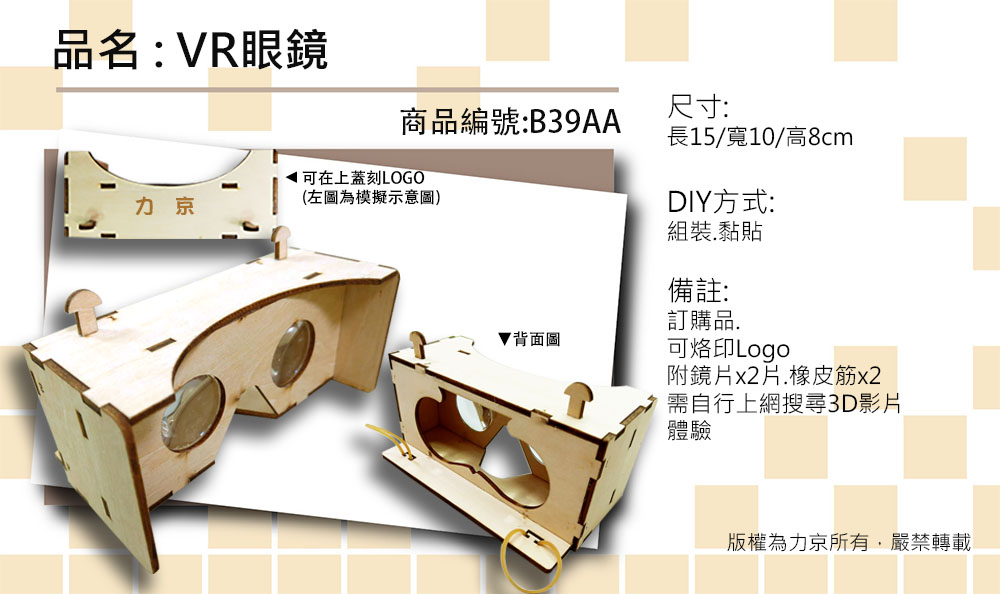 品名 : VR眼鏡
商品編號:B39AA
力 京
◀可在上蓋刻LOGO
(左圖為模擬示意圖)
▼背面圖
尺寸:
長15/寬10/高8cm
DIY方式:
組裝.黏貼
備註:
訂購品.
可烙印Logo
附鏡片x2片.橡皮筋x2
需自行上網搜尋3D影片
體驗
版權為力京所有，嚴禁轉載